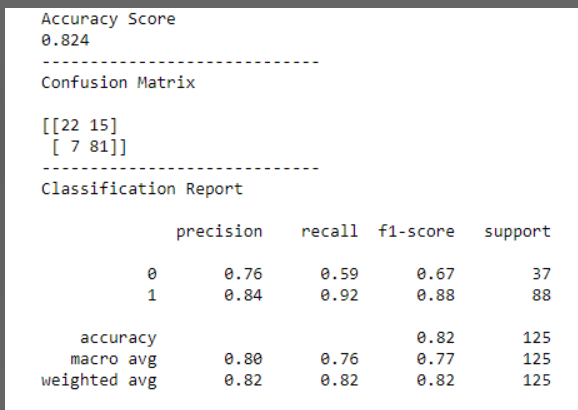 Accuracy Score
0.824
-----------------------------
Confusion Matrix
[[22 15]
[ 7 81]]
-----------------------------
Classification Report
precision recall f1-score support
0 0.76 0.59 0.67 37
1 0.84 0.92 0.88 88
accuracy 0.82 125
macro avg 0.80 0.76 0.77 125
weighted avg 0.82 0.82 0.82 125